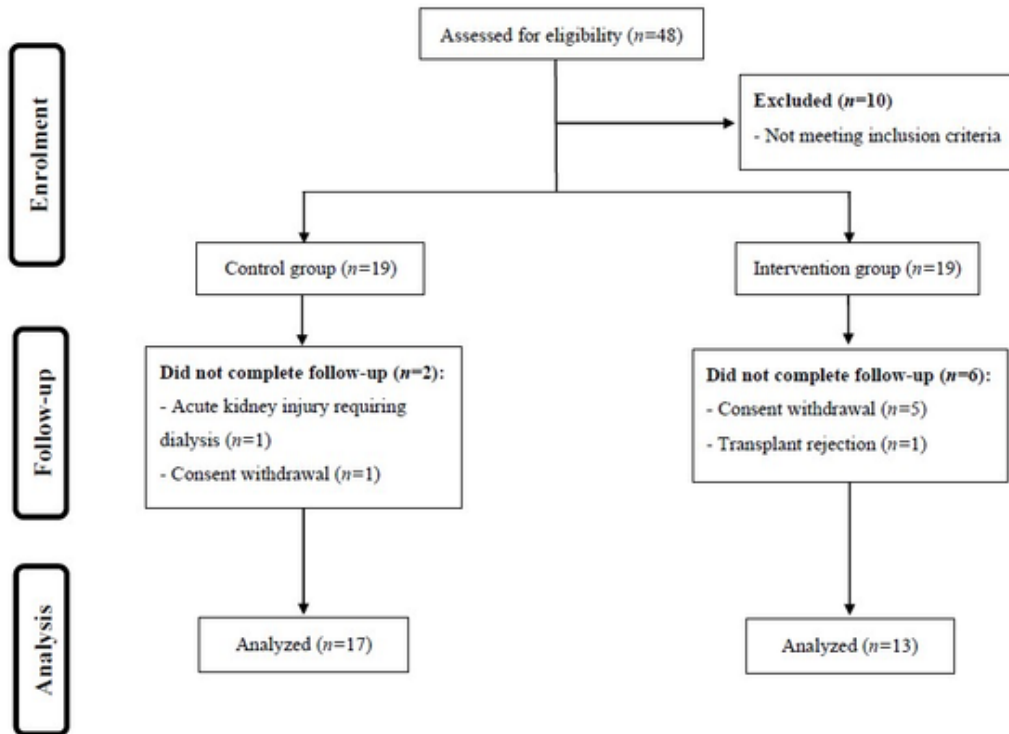 Enrolment
Assessed for eligibility (n=48)
Excluded (n=10)
- Not meeting inclusion criteria
Control group (n=19)
Intervention group (n=19)
Follow-up
Did not complete follow-up (n=2):
- Acute kidney injury requiring
dialysis (n=1)
- Consent withdrawal (n=1)
Did not complete follow-up (n=6):
- Consent withdrawal (n=5)
- Transplant rejection (n=1)
Analysis
Analyzed (n=17)
Analyzed (n=13)